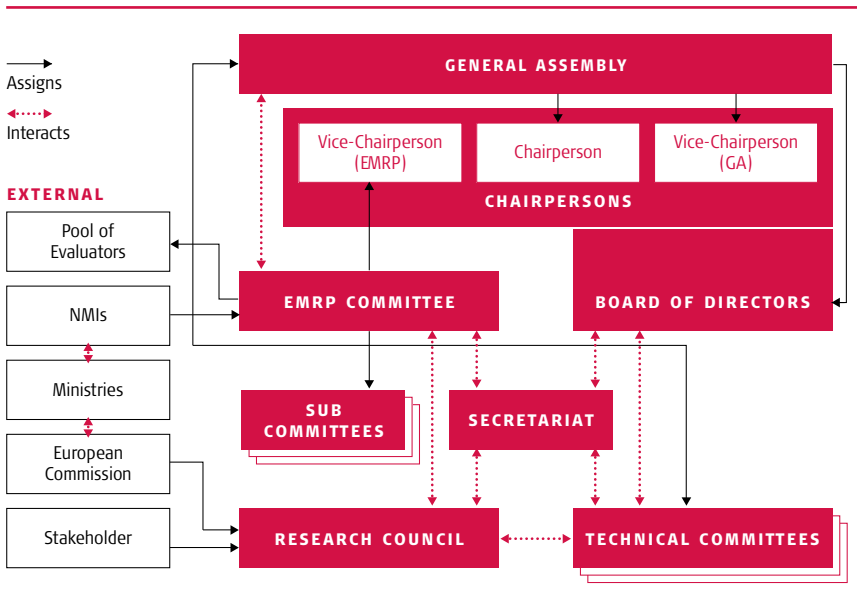 GENERAL ASSEMBLY
Assigns
Interacts
Vice-Chairperson
(EMRP)
Chairperson
Vice-Chairperson
(GA)
CHAIRPERSONS
EXTERNAL
Pool of
Evaluators
NMIs
Ministries
European
Commission
Stakeholder
EMRP COMMITTEE
BOARD OF DIRECTORS
SUB
COMMITTEES
SECRETARIAT
RESEARCH COUNCIL
TECHNICAL COMMITTEES